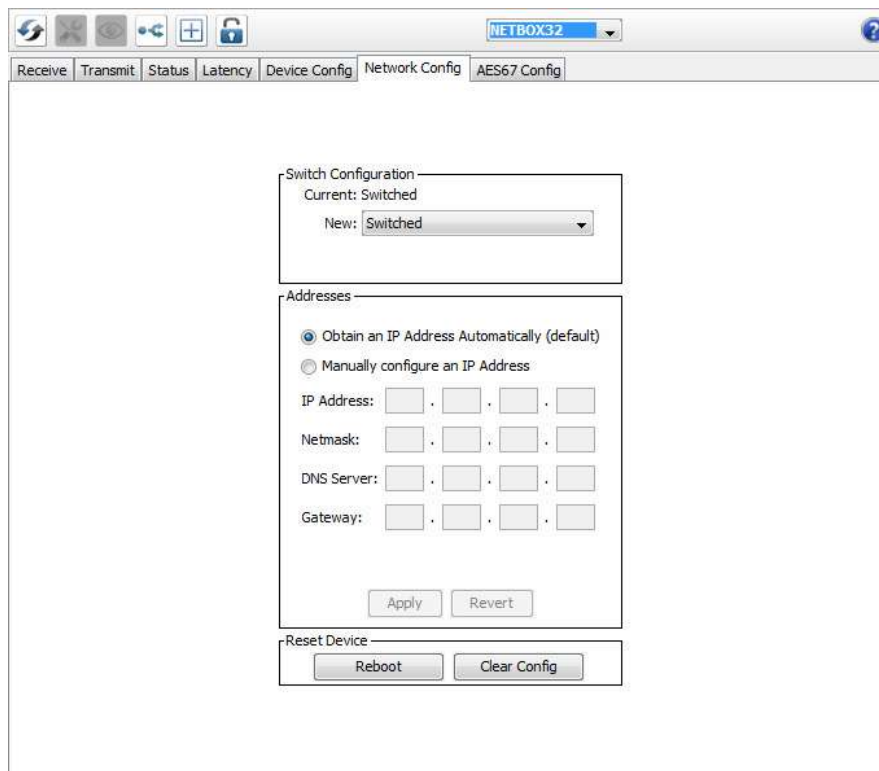 NETBOX32
?
Receive Transmit Status Latency Device Config Network Config AES67 Config
Switch Configuration
Current: Switched
New: Switched
Addresses
Obtain an IP Address Automatically (default)
Manually configure an IP Address
IP Address: . . .
Netmask: . . .
DNS Server: . . .
Gateway: . . .
Apply Revert
Reset Device
Reboot Clear Config